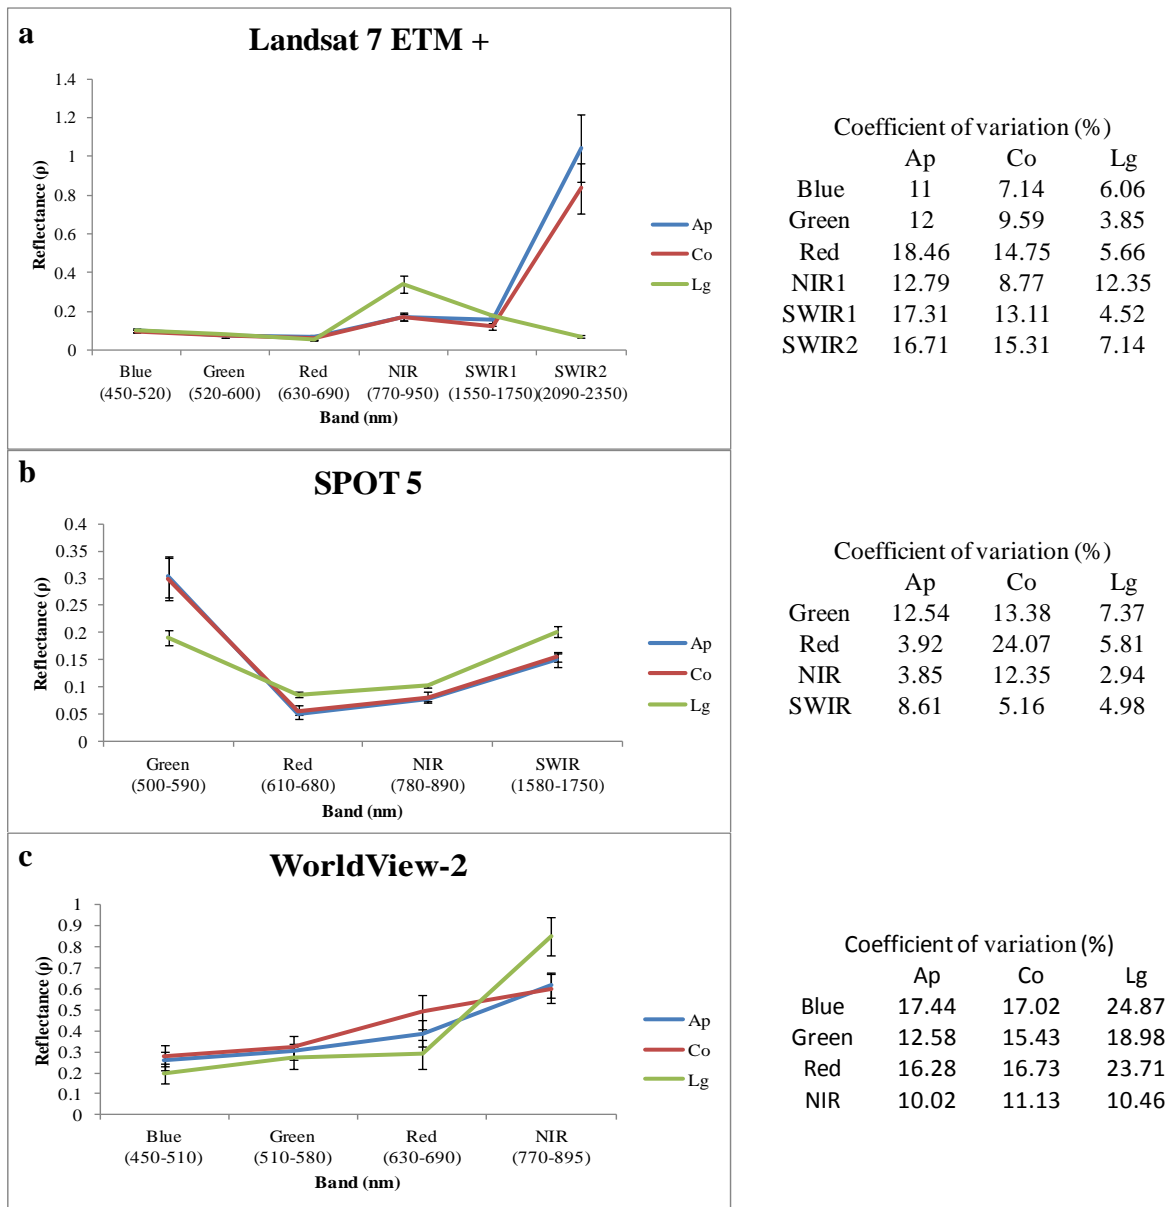 a
Landsat 7 ETM +
1.4
1.2
1
0.8
0.6
0.4
0.2
0
Reflectance (ρ)
Blue Green Red NIR SWIR1 SWIR2
(450-520) (520-600) (630-690) (770-950) (1550-1750)(2090-2350)
Band (nm)
Ap
Co
Lg
Coefficient of variation (%)
Ap Co Lg
Blue 11 7.14 6.06
Green 12 9.59 3.85
Red 18.46 14.75 5.66
NIR1 12.79 8.77 12.35
SWIR1 17.31 13.11 4.52
SWIR2 16.71 15.31 7.14
b
SPOT 5
0.4
0.35
0.3
0.25
0.2
0.15
0.1
0.05
0
Reflectance (ρ)
Green Red NIR SWIR
(500-590) (610-680) (780-890) (1580-1750)
Band (nm)
Ap
Co
Lg
Coefficient of variation (%)
Ap Co Lg
Green 12.54 13.38 7.37
Red 3.92 24.07 5.81
NIR 3.85 12.35 2.94
SWIR 8.61 5.16 4.98
c
WorldView-2
1
0.9
0.8
0.7
0.6
0.5
0.4
0.3
0.2
0.1
0
Reflectance (ρ)
Blue Green Red NIR
(450-510) (510-580) (630-690) (770-895)
Band (nm)
Ap
Co
Lg
Coefficient of variation (%)
Ap Co Lg
Blue 17.44 17.02 24.87
Green 12.58 15.43 18.98
Red 16.28 16.73 23.71
NIR 10.02 11.13 10.46